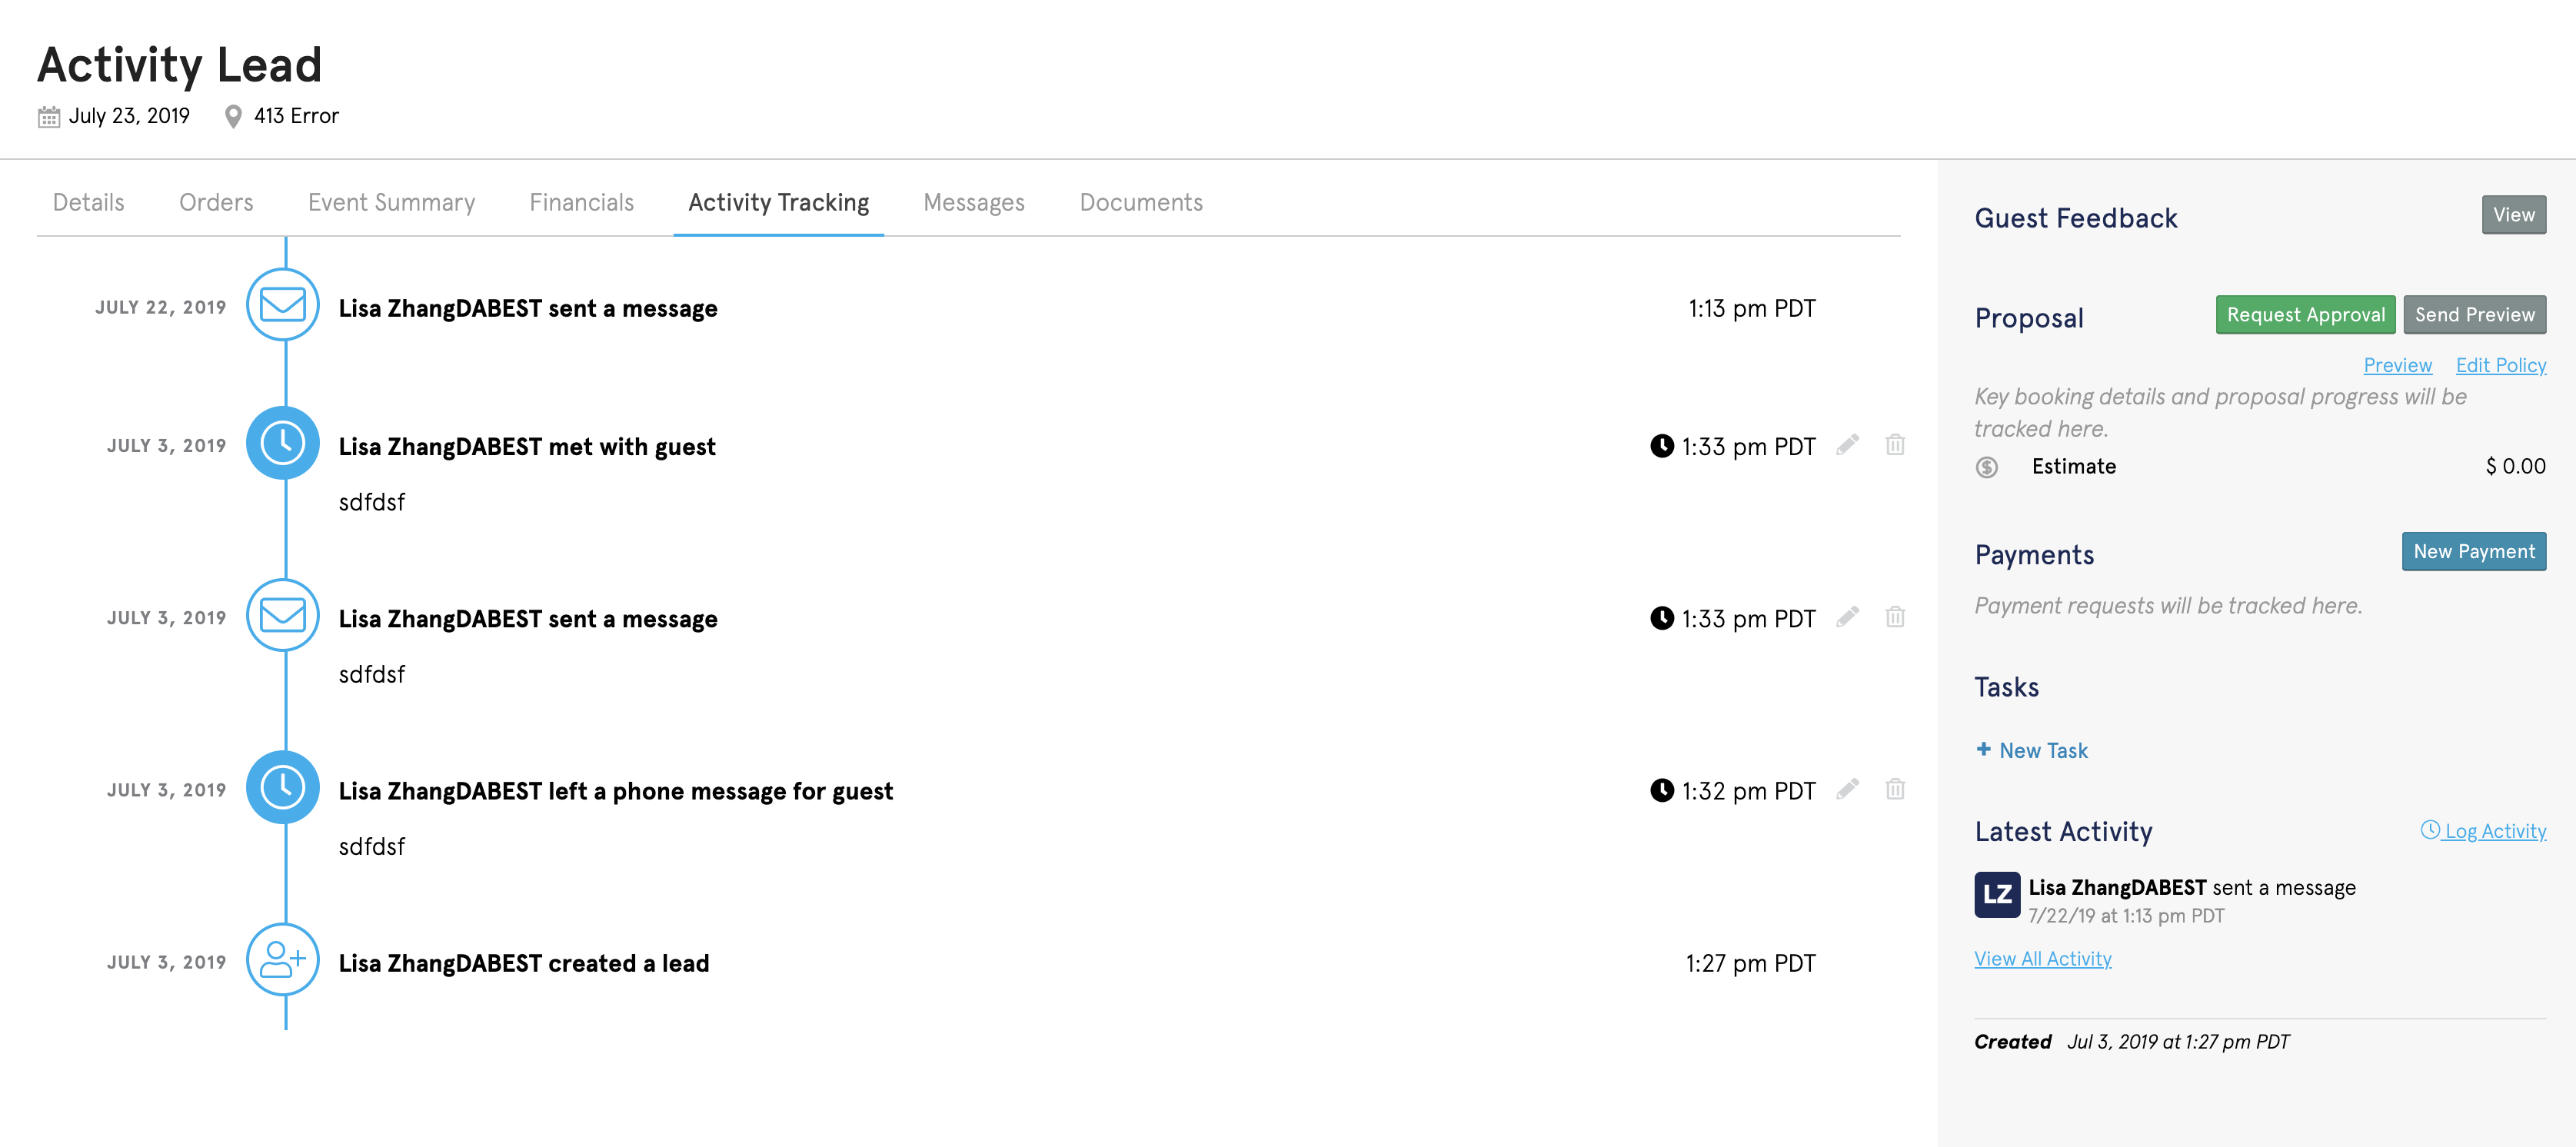 Activity Lead
July 23, 2019 413 Error
Details Orders Event Summary Financials Activity Tracking Messages Documents
JULY 22, 2019 Lisa ZhangDABEST sent a message 1:13 pm PDT
JULY 3, 2019 Lisa ZhangDABEST met with guest 1:33 pm PDT
sdfdsf
JULY 3, 2019 Lisa ZhangDABEST sent a message 1:33 pm PDT
sdfdsf
JULY 3, 2019 Lisa ZhangDABEST left a phone message for guest 1:32 pm PDT
sdfdsf
JULY 3, 2019 Lisa ZhangDABEST created a lead 1:27 pm PDT
Guest Feedback View
Proposal Request Approval Send Preview
Preview Edit Policy
Key booking details and proposal progress will be
tracked here.
Estimate $ 0.00
Payments New Payment
Payment requests will be tracked here.
Tasks
+ New Task
Latest Activity Log Activity
LZ Lisa ZhangDABEST sent a message
7/22/19 at 1:13 pm PDT
View All Activity
Created Jul 3, 2019 at 1:27 pm PDT